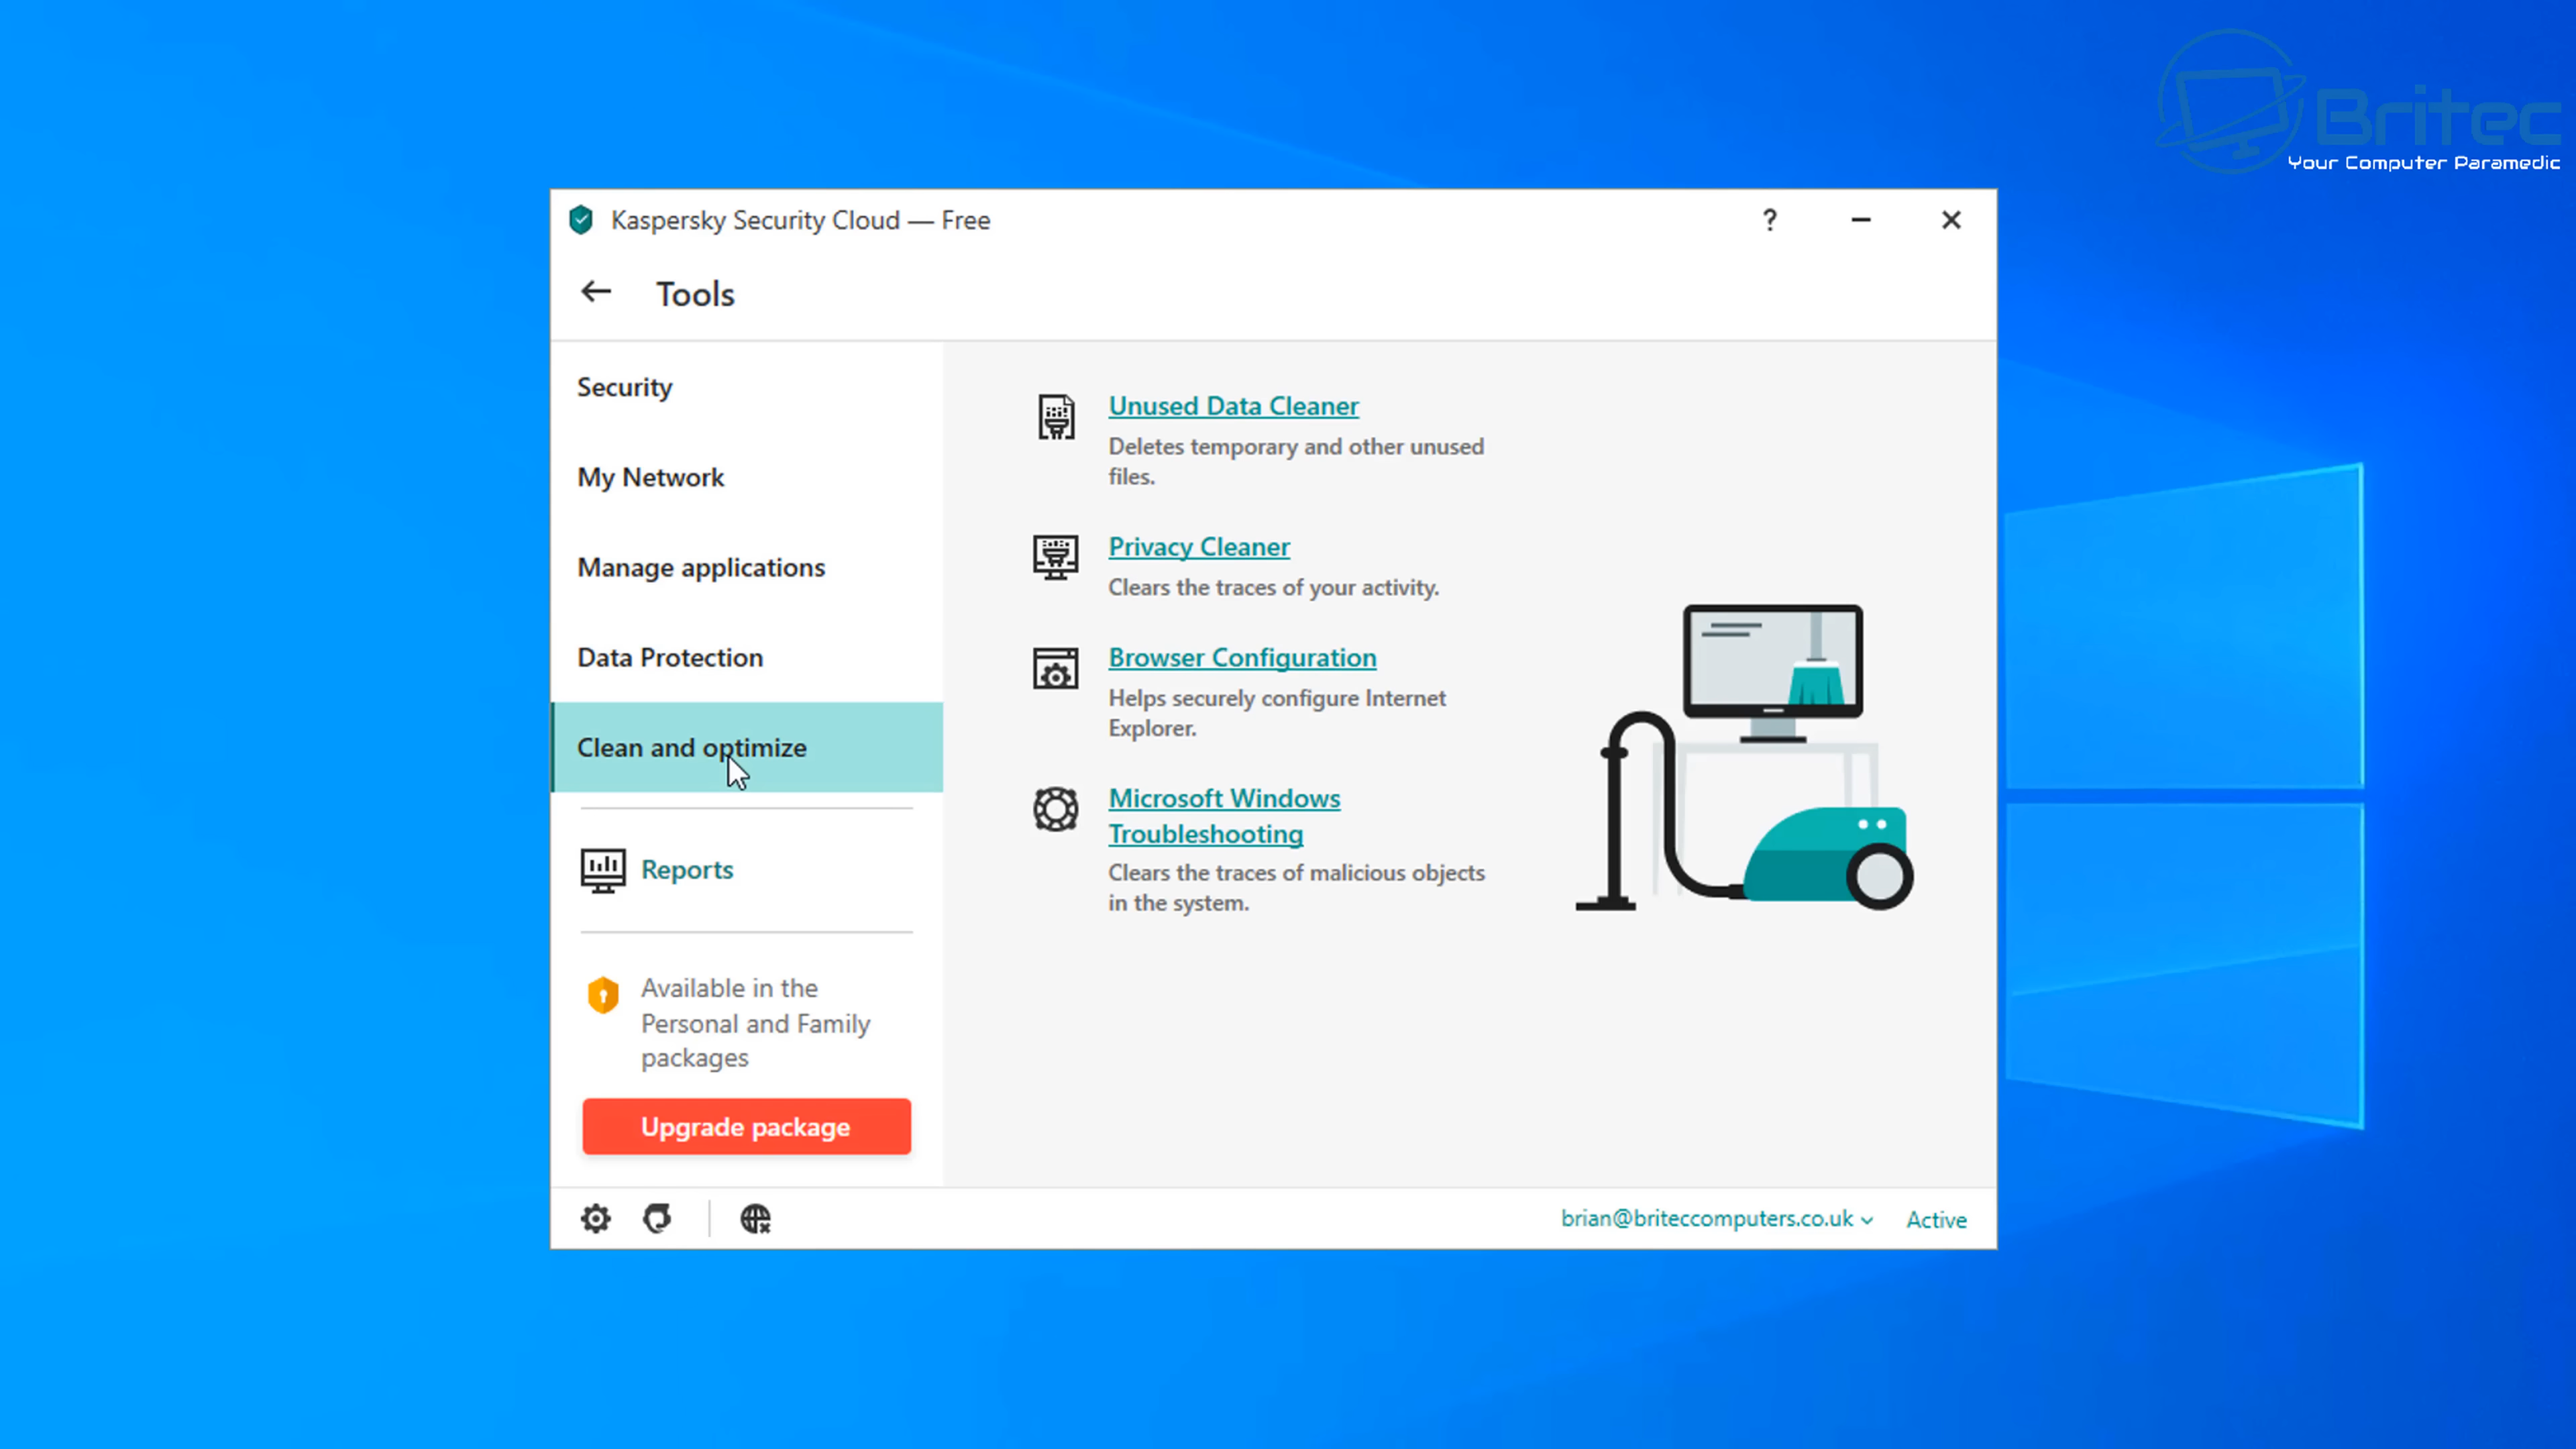 Britec
Your Computer Paramedic
Kaspersky Security Cloud — Free
?
Tools
Security
My Network
Manage applications
Data Protection
Clean and optimize
Reports
Available in the
Personal and Family
packages
Upgrade package
Unused Data Cleaner
Deletes temporary and other unused
files.
Privacy Cleaner
Clears the traces of your activity.
Browser Configuration
Helps securely configure Internet
Explorer.
Microsoft Windows
Troubleshooting
Clears the traces of malicious objects
in the system.
brian@briteccomputers.co.uk
Active